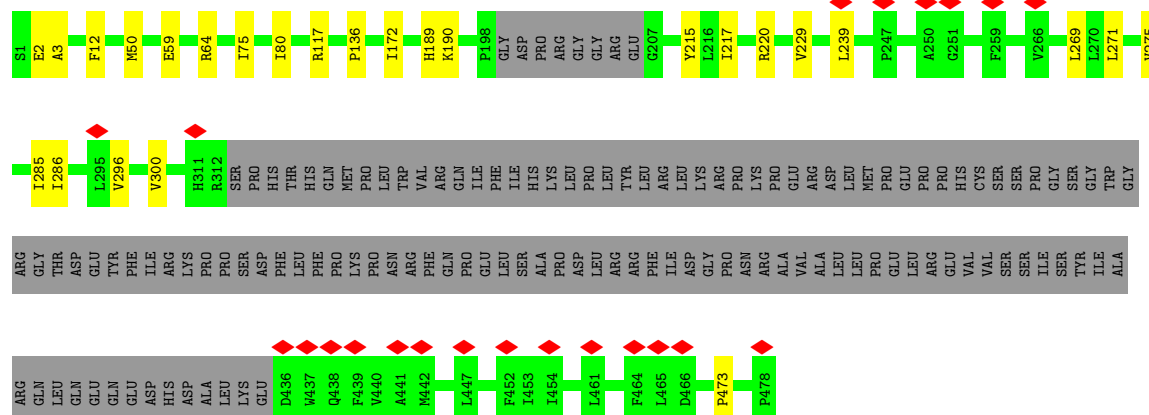 S1 E2 A3 F12 M50 E59 R64 I75 I80 R117 P136 I172 H189 K190 P198 GLY ASP PRO ARG GLY GLY ARG GLU G207 Y215 L216 I217 R220 V229 L239 P247 A250 G251 F259 V266 L269 L270 L271 V275
I285 I286 L295 V296 V300 H311 R312 SER PRO HIS THR HIS GLN MET PRO LEU TRP VAL ARG GLN ILE PHE ILE HIS LYS LEU PRO LEU TYR LEU ARG LEU LYS ARG PRO LYS PRO GLU ARG ASP LEU MET PRO GLU PRO PRO HIS CYS SER SER PRO GLY SER GLY TRP GLY
ARG GLY THR ASP GLU TYR PHE ILE ARG LYS PRO PRO SER ASP PHE LEU PHE PRO LYS PRO ASN ARG PHE GLN PRO GLU LEU SER ALA PRO ASP LEU ARG ARG PHE ILE ASP GLY PRO ASN ARG ALA VAL ALA LEU LEU PRO GLU LEU ARG GLU VAL VAL SER SER ILE SER TYR ILE ALA
ARG GLN LEU GLN GLU GLN GLU ASP HIS ASP ALA LEU LYS GLU D436 W437 Q438 F439 V440 A441 M442 L447 F452 I453 I454 L461 F464 L465 D466 P473 P478